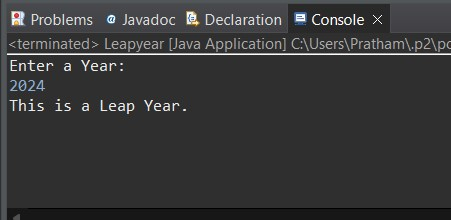 Problems @ Javadoc Declaration Console
<terminated> Leapyear [Java Application] C:\Users\Pratham\.p2\po
Enter a Year:
2024
This is a Leap Year.